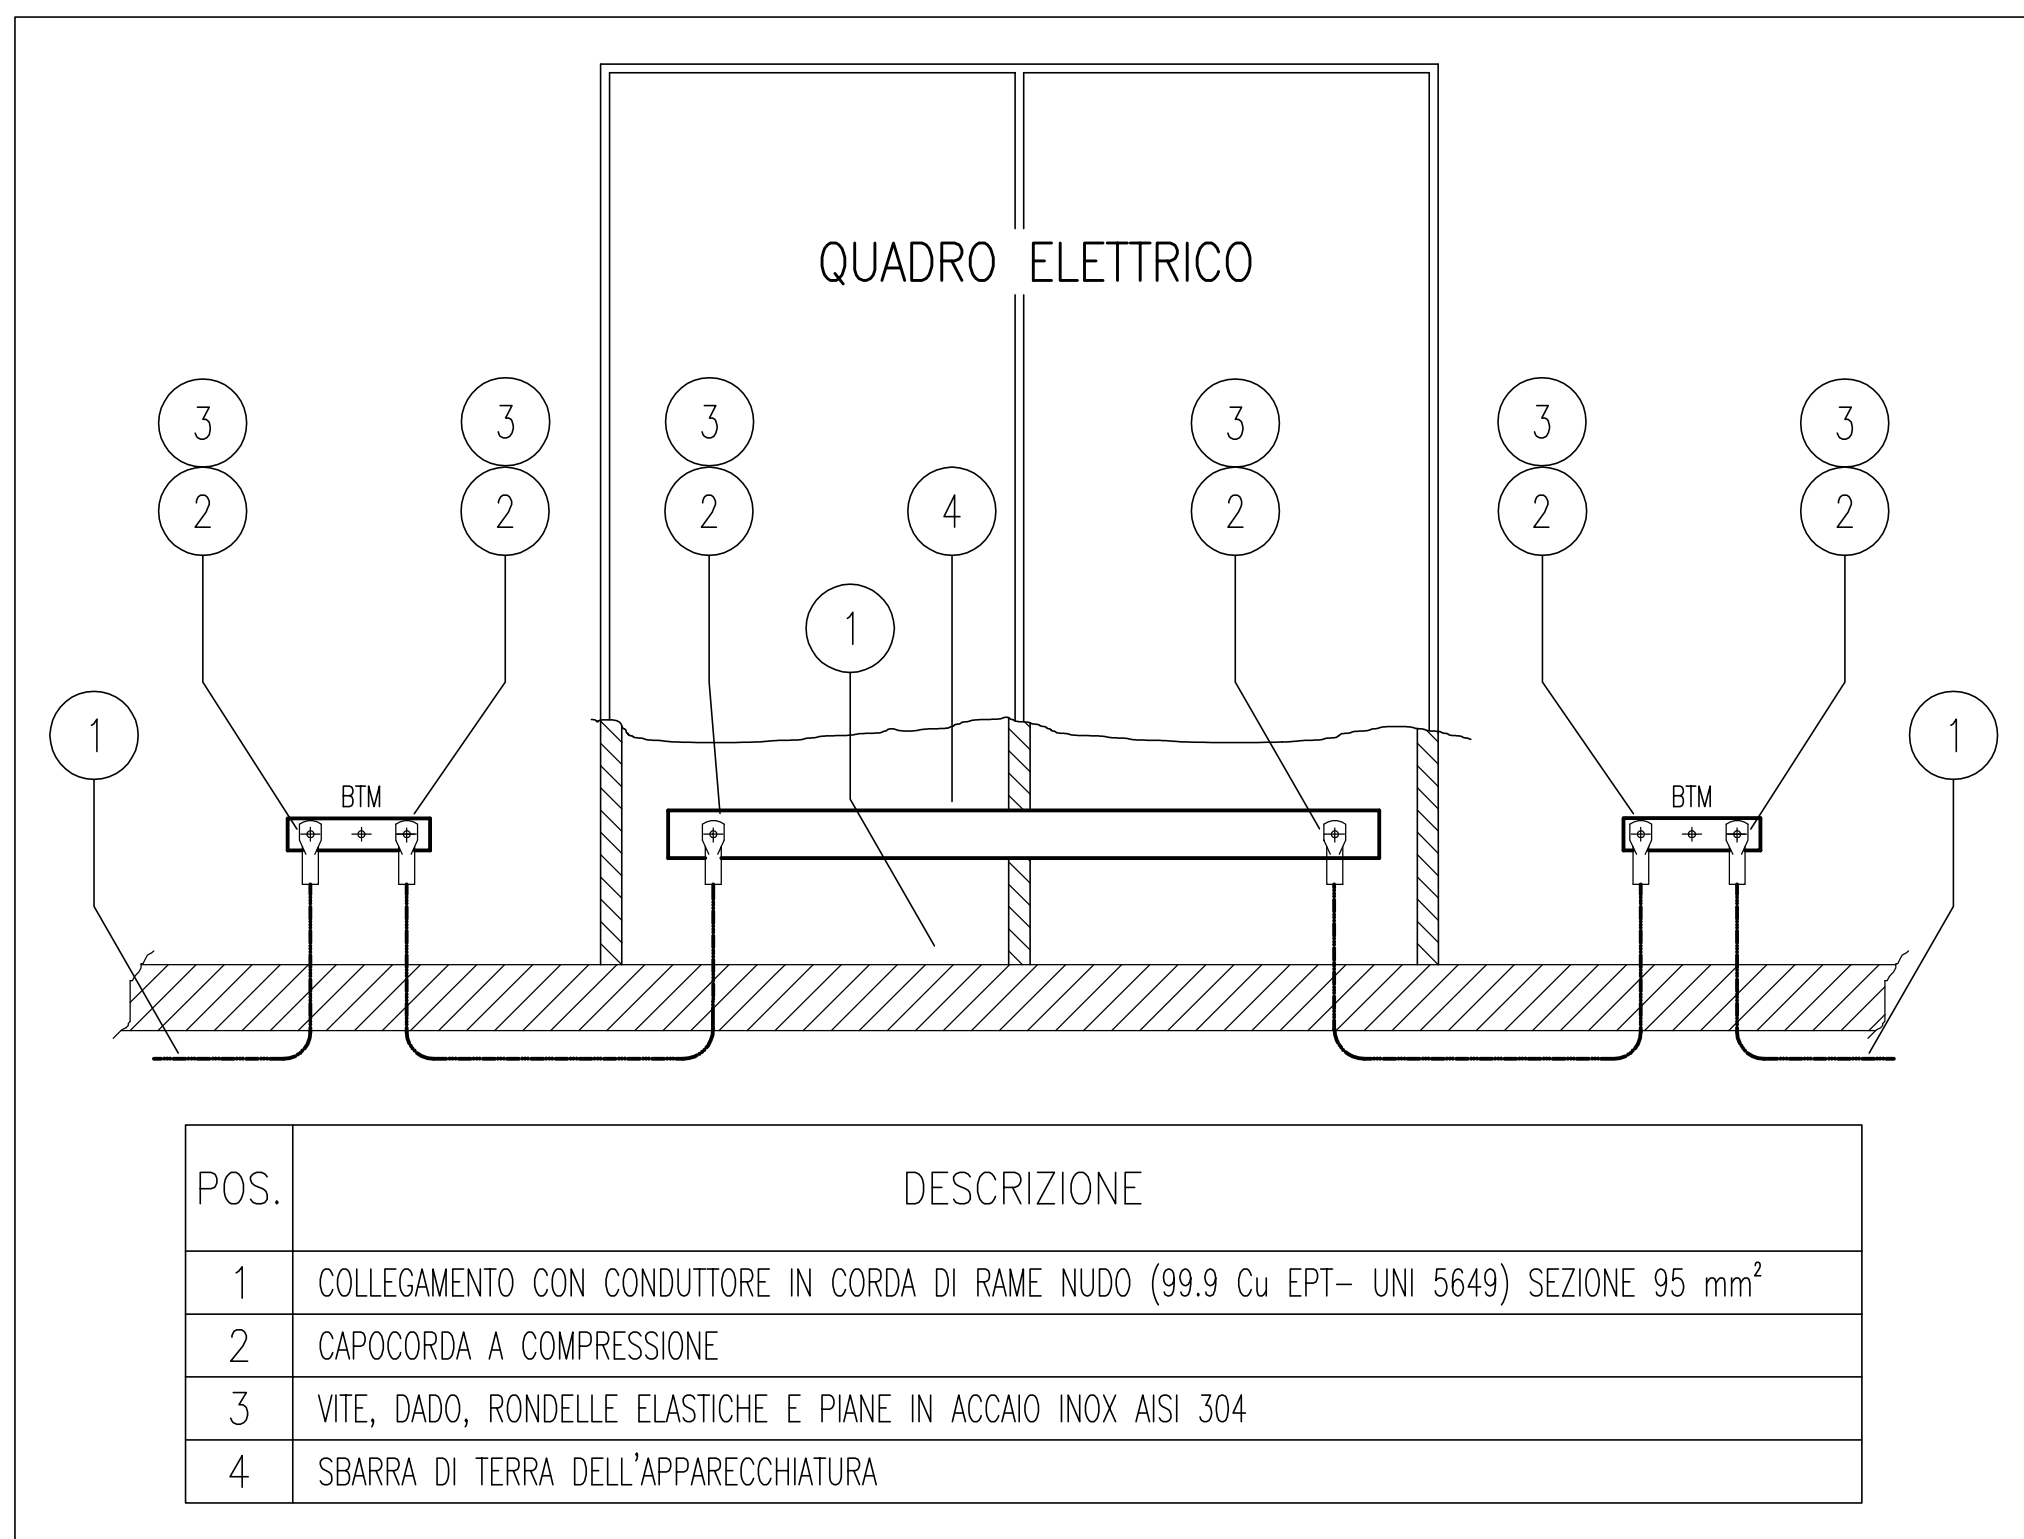 QUADRO ELETTRICO
3 3 3 3 3 3
2 2 2 4 2 2 2
1
1 1
BTM BTM
POS. DESCRIZIONE
1 COLLEGAMENTO CON CONDUTTORE IN CORDA DI RAME NUDO (99.9 Cu EPT- UNI 5649) SEZIONE 95 mm²
2 CAPOCORDA A COMPRESSIONE
3 VITE, DADO, RONDELLE ELASTICHE E PIANE IN ACCAIO INOX AISI 304
4 SBARRA DI TERRA DELL'APPARECCHIATURA